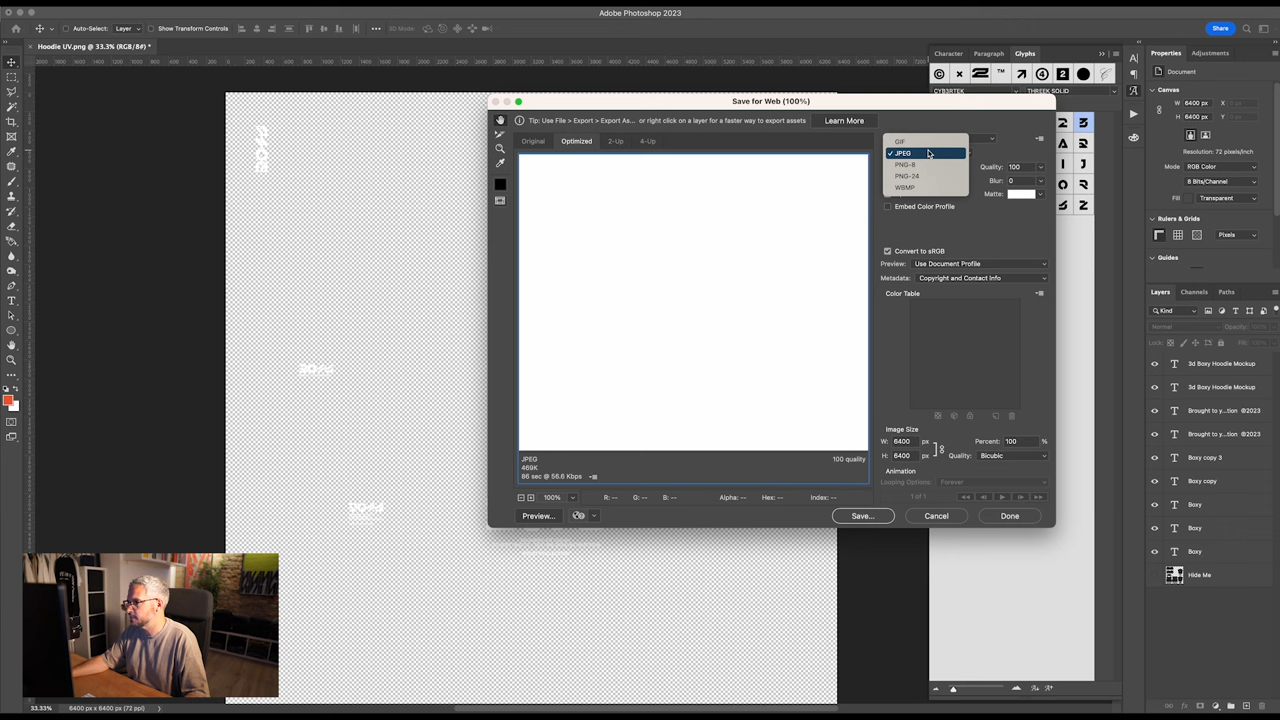 Adobe Photoshop 2023
Auto-Select:
Layer
Show Transform Controls
3D Mode:
Share
Hoodie UV.png @ 33.3% (RGB/8#) *
Save for Web (100%)
Tip: Use File > Export > Export As... or right click on a layer for a faster way to export assets
Learn More
Original
Optimized
2-Up
4-Up
GIF
✓ JPEG
PNG-8
PNG-24
WBMP
Quality: 100
Blur: 0
Matte:
Embed Color Profile
Convert to sRGB
Preview: Use Document Profile
Metadata: Copyright and Contact Info
Color Table
Image Size
W: 6400 px
H: 6400 px
Percent: 100 %
Quality: Bicubic
Animation
Looping Options: Forever
1 of 1
JPEG
469K
86 sec @ 56.6 Kbps
100 quality
100%
R: --
G: --
B: --
Alpha: --
Hex: --
Index: --
Preview...
Save...
Cancel
Done
Character
Paragraph
Glyphs
CYB3RTEK
THREEK SOLID
Properties
Adjustments
Document
Canvas
W 6400 px
X 0 px
H 6400 px
Y 0 px
Resolution: 72 pixels/inch
Mode RGB Color
8 Bits/Channel
Fill Transparent
Rulers & Grids
Pixels
Guides
Layers
Channels
Paths
Kind
Normal
Opacity:
Lock:
Fill:
3d Boxy Hoodie Mockup
3d Boxy Hoodie Mockup
Brought to y...tion ©2023
Brought to y...tion ©2023
Boxy copy 3
Boxy copy
Boxy
Boxy
Boxy
Hide Me
33.33%
6400 px x 6400 px (72 ppi)